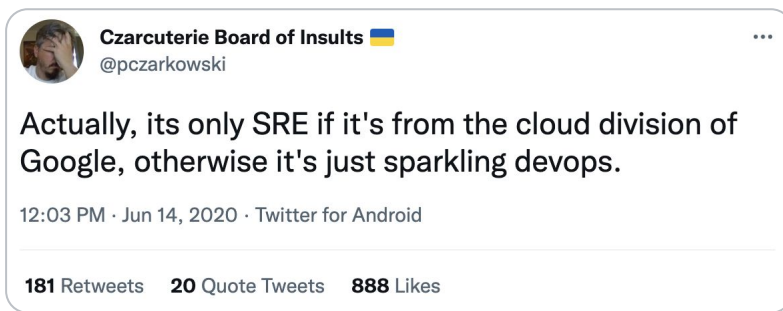 Czarcuterie Board of Insults 🇺🇦
@pczarkowski
Actually, its only SRE if it's from the cloud division of
Google, otherwise it's just sparkling devops.
12:03 PM · Jun 14, 2020 · Twitter for Android
181 Retweets 20 Quote Tweets 888 Likes